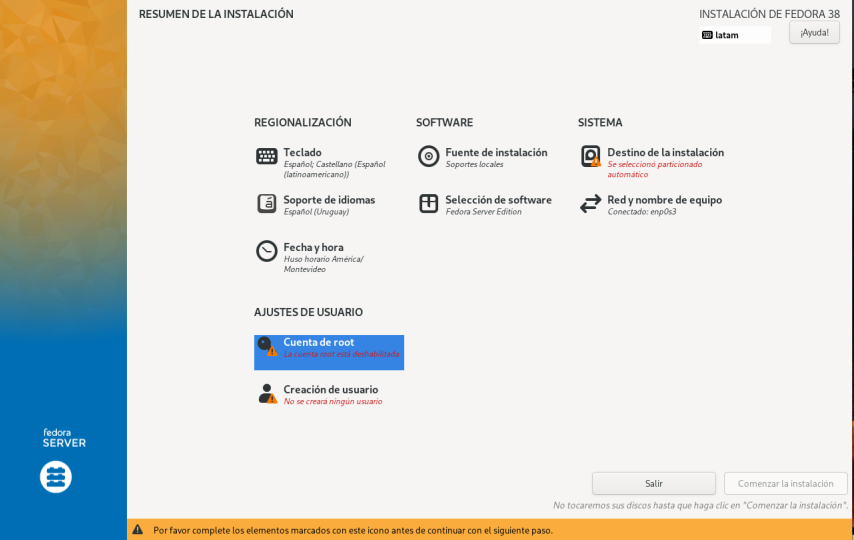 RESUMEN DE LA INSTALACIÓN
INSTALACIÓN DE FEDORA 38
latam
¡Ayuda!
REGIONALIZACIÓN
Teclado
Español; Castellano (Español
(latinoamericano))
Soporte de idiomas
Español (Uruguay)
Fecha y hora
Huso horario América/
Montevideo
SOFTWARE
Fuente de instalación
Soportes locales
Selección de software
Fedora Server Edition
SISTEMA
Destino de la instalación
Se seleccionó particionado
automático
Red y nombre de equipo
Conectado: enp0s3
AJUSTES DE USUARIO
Cuenta de root
La cuenta root está deshabilitada
Creación de usuario
No se creará ningún usuario
fedora
SERVER
Salir
Comenzar la instalación
No tocaremos sus discos hasta que haga clic en "Comenzar la instalación".
Por favor complete los elementos marcados con este icono antes de continuar con el siguiente paso.